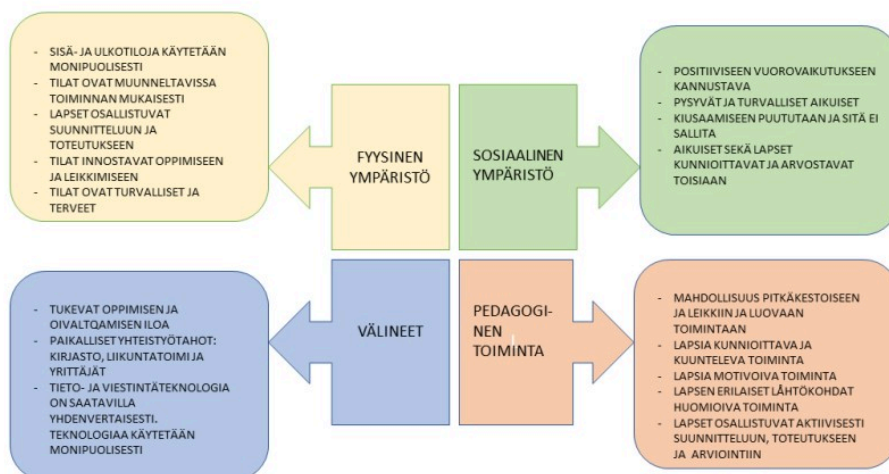 - SISÄ- JA ULKOTILOJA KÄYTETÄÄN
MONIPUOLISESTI
- TILAT OVAT MUUNNELTAVISSA
TOIMINNAN MUKAISESTI
- LAPSET OSALLISTUVAT
SUUNNITTELUUN JA
TOTEUTUKSEEN
- TILAT INNOSTAVAT OPPIMISEEN
JA LEIKKIMISEEN
- TILAT OVAT TURVALLISET JA
TERVEET
FYYSINEN
YMPÄRISTÖ
SOSIAALINEN
YMPÄRISTÖ
- POSITIIVISEEN VUOROVAIKUTUKSEEN
KANNUSTAVA
- PYSYVÄT JA TURVALLISET AIKUISET
- KIUSAAMISEEN PUUTUTAAN JA SITÄ EI
SALLITA
- AIKUISET SEKÄ LAPSET
KUNNIOITTAVAT JA ARVOSTAVAT
TOISIAAN
- TUKEVAT OPPIMISEN JA
OIVALTQAMISEN ILOA
- PAIKALLISET YHTEISTYÖTAHOT:
KIRJASTO, LIIKUNTATOIMI JA
YRITTÄJÄT
- TIETO- JA VIESTINTÄTEKNOLOGIA
ON SAATAVILLA
YHDENVERTAISESTI.
TEKNOLOGIAA KÄYTETÄÄN
MONIPUOLISESTI
VÄLINEET
PEDAGOGI-
NEN
TOIMINTA
- MAHDOLLISUUS PITKÄKESTOISEEN
JA LEIKKIIN JA LUOVAAN
TOIMINTAAN
- LAPSIA KUNNIOITTAVA JA
KUUNTELEVA TOIMINTA
- LAPSIA MOTIVOIVA TOIMINTA
- LAPSEN ERILAISET LÅHTÖKOHDAT
HUOMIOIVA TOIMINTA
- LAPSET OSALLISTUVAT AKTIIVISESTI
SUUNNITTELUUN, TOTEUTUKSEEN
JA ARVIOINTIIN